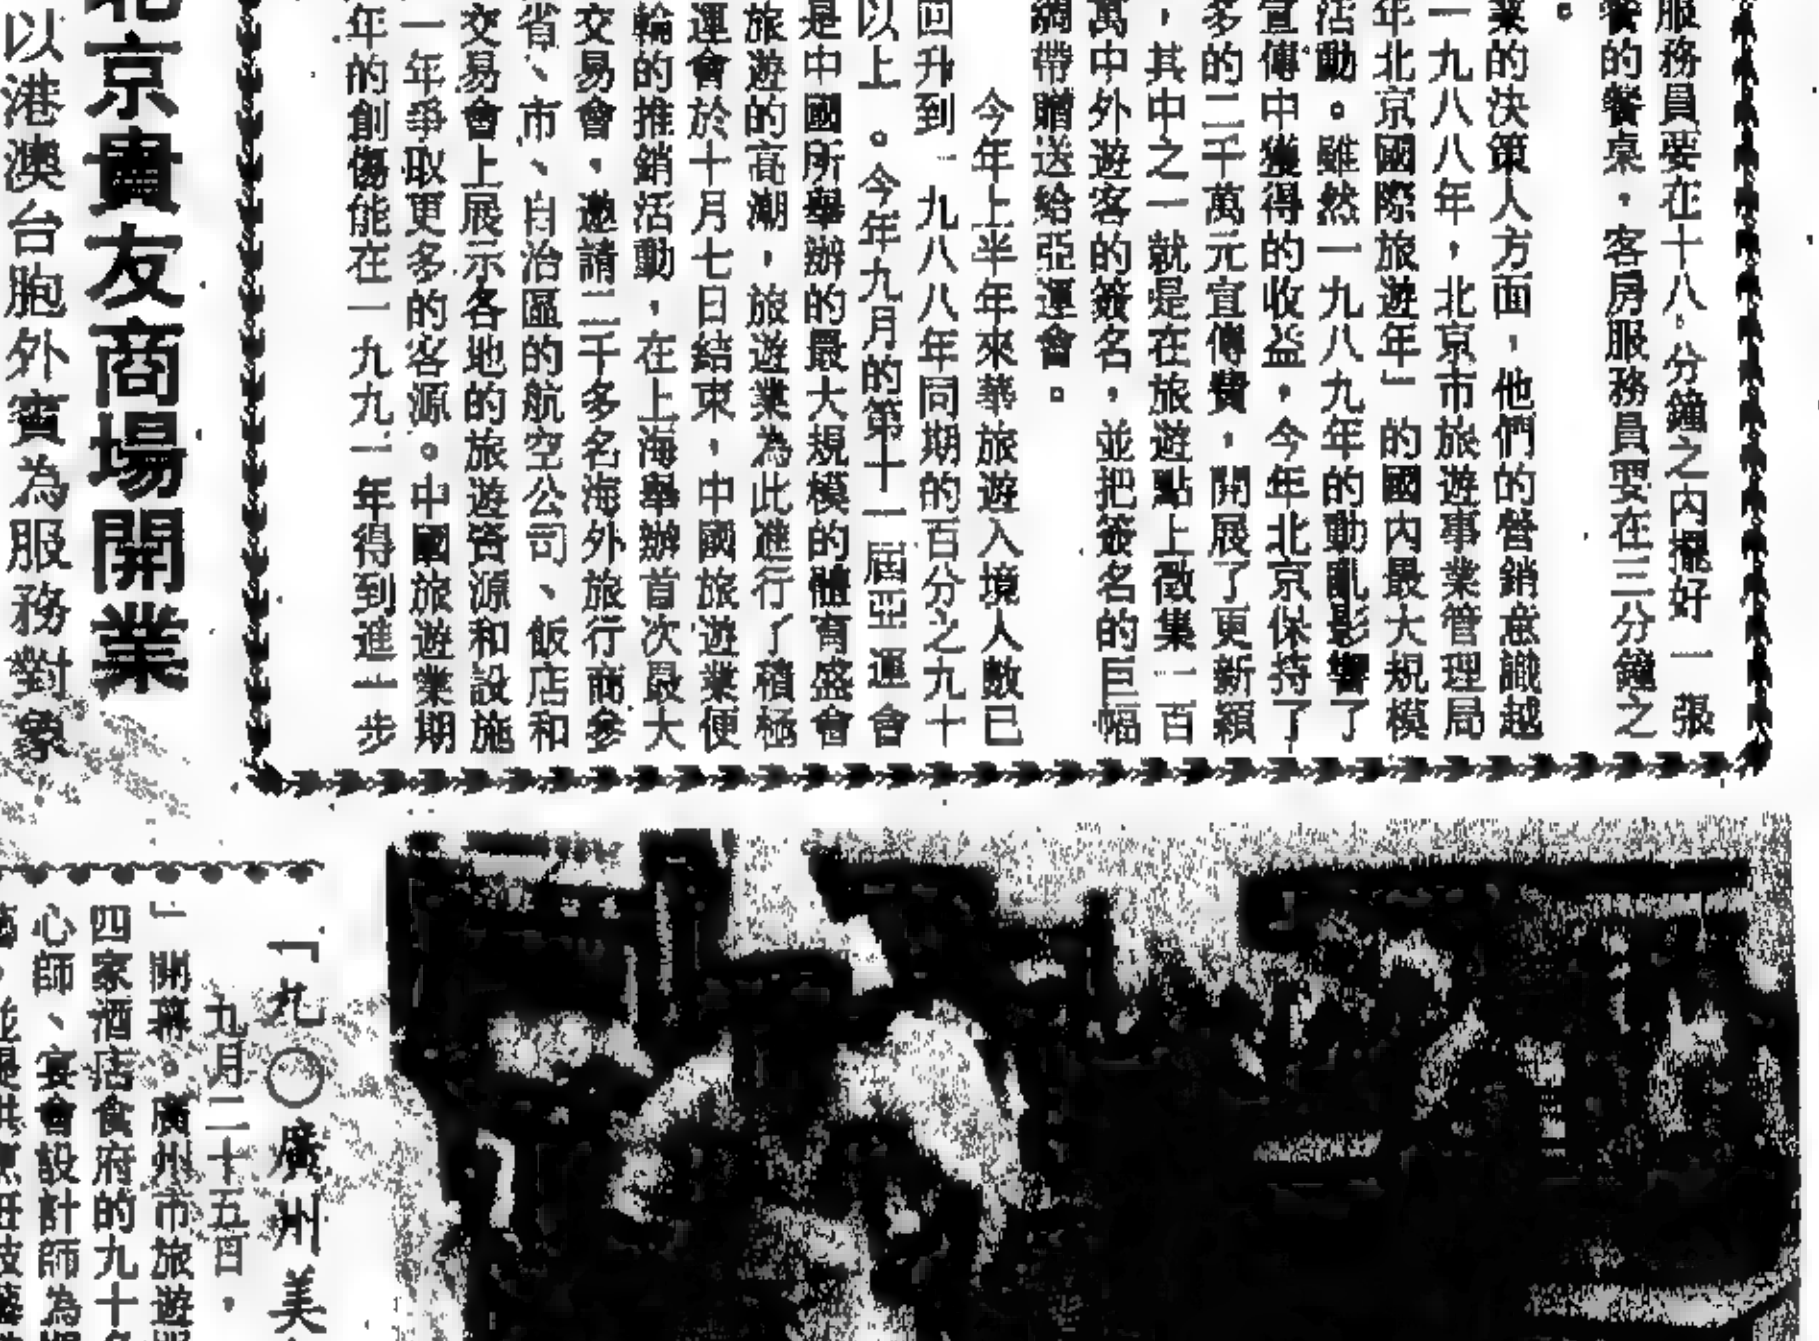 服務員要在十八分鐘之內擺好一張
餐的餐桌，客房服務員要在三分鐘之
。
業的決策人方面，他們的營銷意識越
一九八八年，北京市旅遊事業管理局
年北京國際旅遊年」的國內最大規模
活動。雖然一九八九年的動亂影響了
宣傳中獲得的收益，今年北京保持了
多的二千萬元宣傳費，開展了更新穎
，其中之一就是在旅遊點上徵集一百
萬中外遊客的簽名，並把簽名的巨幅
綢帶贈送給亞運會。
今年上半年來華旅遊入境人數已
回升到一九八八年同期的百分之九十
以上。今年九月的第十一屆亞運會
是中國所舉辦的最大規模的體育盛會
旅遊的高潮，旅遊業為此進行了積極
運會於十月七日結束，中國旅遊業便
輪的推銷活動，在上海舉辦首次最大
交易會，邀請二千多名海外旅行商參
省、市、自治區的航空公司、飯店和
交易會上展示各地的旅遊資源和設施
一年爭取更多的客源。中國旅遊業期
年的創傷能在一九九一年得到進一步
北京貴友商場開業
以港澳台胞外賓為服務對象
「九〇廣州美
九月二十五日，
」開幕。廣州市旅遊
四家酒店食府的九十
心師、宴會設計師為